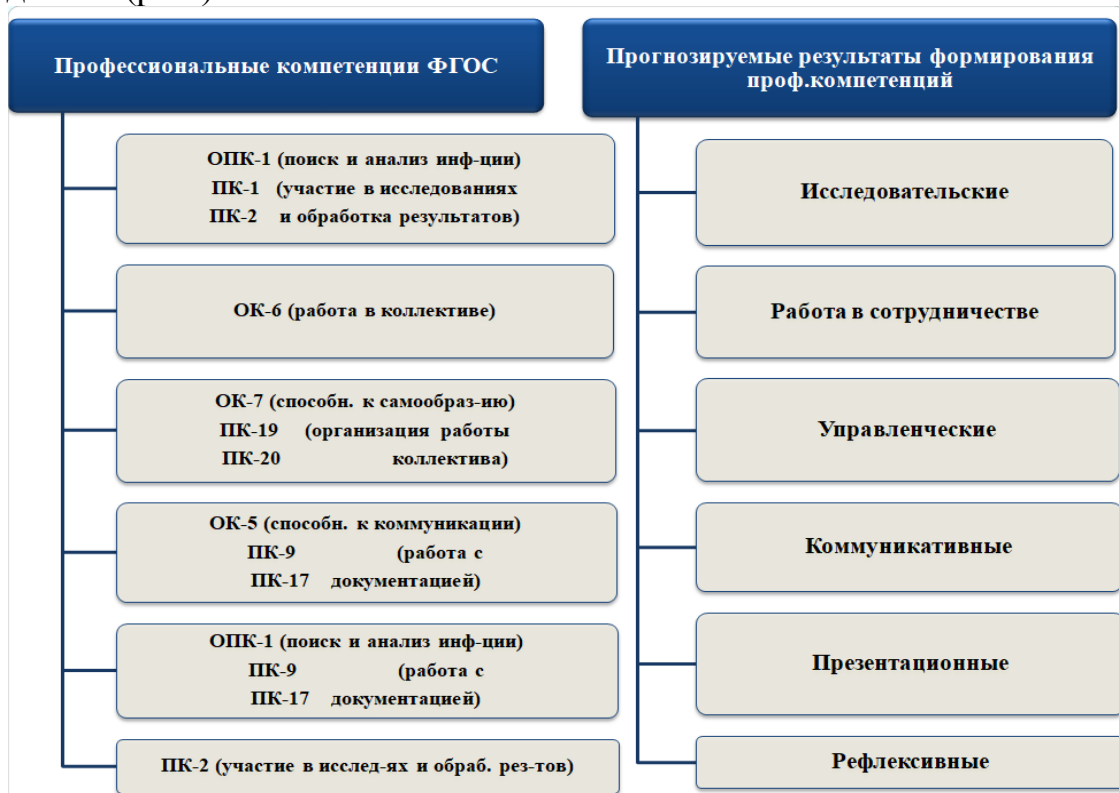 Профессиональные компетенции ФГОС
ОПК-1 (поиск и анализ инф-ции)
ПК-1 (участие в исследованиях
ПК-2 и обработка результатов)
ОК-6 (работа в коллективе)
ОК-7 (способн. к самообраз-ию)
ПК-19 (организация работы
ПК-20 коллектива)
ОК-5 (способн. к коммуникации)
ПК-9 (работа с
ПК-17 документацией)
ОПК-1 (поиск и анализ инф-ции)
ПК-9 (работа с
ПК-17 документацией)
ПК-2 (участие в исслед-ях и обраб. рез-тов)
Прогнозируемые результаты формирования
проф.компетенций
Исследовательские
Работа в сотрудничестве
Управленческие
Коммуникативные
Презентационные
Рефлексивные